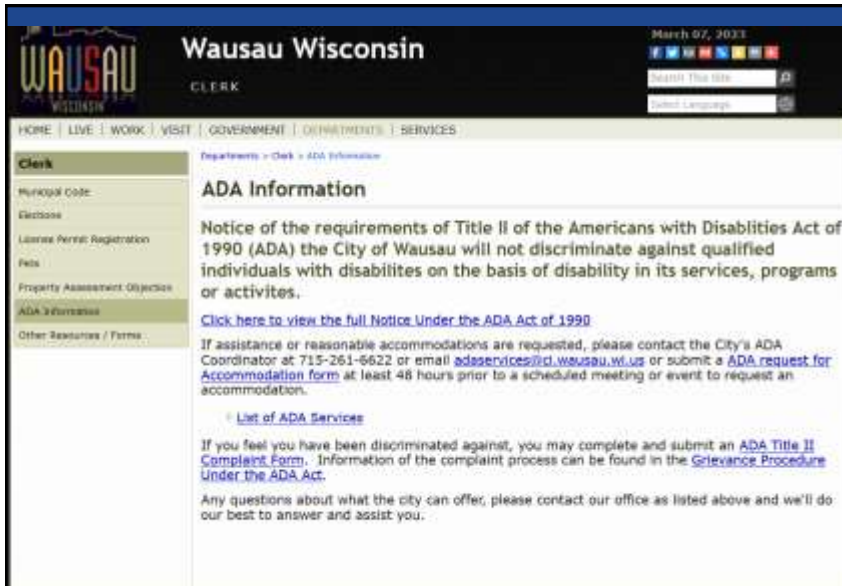 WAUSAU
WISCONSIN
Wausau Wisconsin
CLERK
March 07, 2023
Search This Site
Select Language
HOME | LIVE | WORK | VISIT | GOVERNMENT | DEPARTMENTS | SERVICES
Clerk
Municipal Code
Elections
License Permit Registration
Pets
Property Assessment Objection
ADA Information
Other Resources / Forms
Departments > Clerk > ADA Information
ADA Information
Notice of the requirements of Title II of the Americans with Disablities Act of
1990 (ADA) the City of Wausau will not discriminate against qualified
individuals with disabilites on the basis of disability in its services, programs
or activites.
Click here to view the full Notice Under the ADA Act of 1990
If assistance or reasonable accommodations are requested, please contact the City's ADA
Coordinator at 715-261-6622 or email adaservices@ci.wausau.wi.us or submit a ADA request for
Accommodation form at least 48 hours prior to a scheduled meeting or event to request an
accommodation.
List of ADA Services
If you feel you have been discriminated against, you may complete and submit an ADA Title II
Complaint Form. Information of the complaint process can be found in the Grievance Procedure
Under the ADA Act.
Any questions about what the city can offer, please contact our office as listed above and we'll do
our best to answer and assist you.